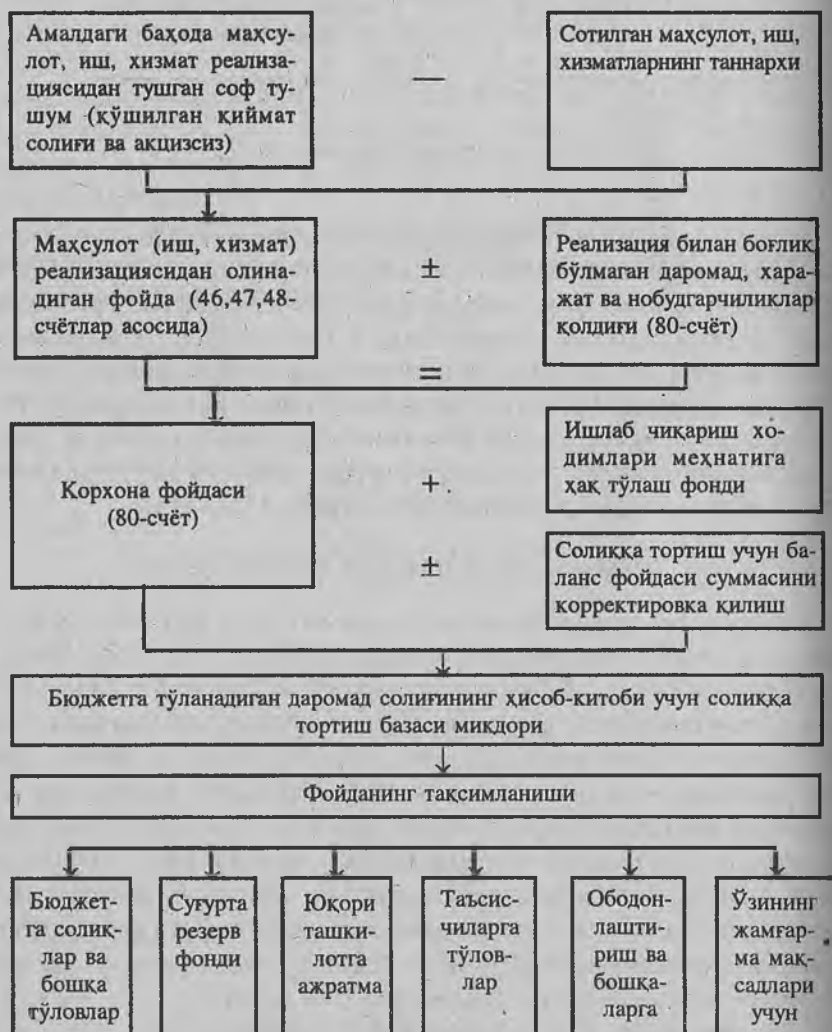 Амалдаги баҳода маҳсу-
лот, иш, хизмат реализа-
циясидан тушган соф ту-
шум (қўшилган қиймат
солиғи ва акцизсиз)
—
Сотилган маҳсулот, иш,
хизматларнинг таннархи
Маҳсулот (иш, хизмат)
реализациясидан олина-
диган фойда (46,47,48-
счётлар асосида)
±
Реализация билан боғлиқ
бўлмаган даромад, хара-
жат ва нобудгарчиликлар
қолдиғи (80-счёт)
=
Корхона фойдаси
(80-счёт)
+
Ишлаб чиқариш хо-
димлари меҳнатига
ҳақ тўлаш фонди
±
Солиққа тортиш учун ба-
ланс фойдаси суммасини
корректировка қилиш
Бюджетга тўланадиган даромад солиғининг ҳисоб-китоби учун солиққа
тортиш базаси миқдори
Фойданинг тақсимланиши
Бюджет-
га солиқ-
лар ва
бошқа
тўловлар
Суғурта
резерв
фонди
Юқори
ташки-
лотга
ажратма
Таъсис-
чиларга
тўлов-
лар
Ободон-
лашти-
риш ва
бошқа-
ларга
Ўзининг
жамғар-
ма мақ-
садлари
учун